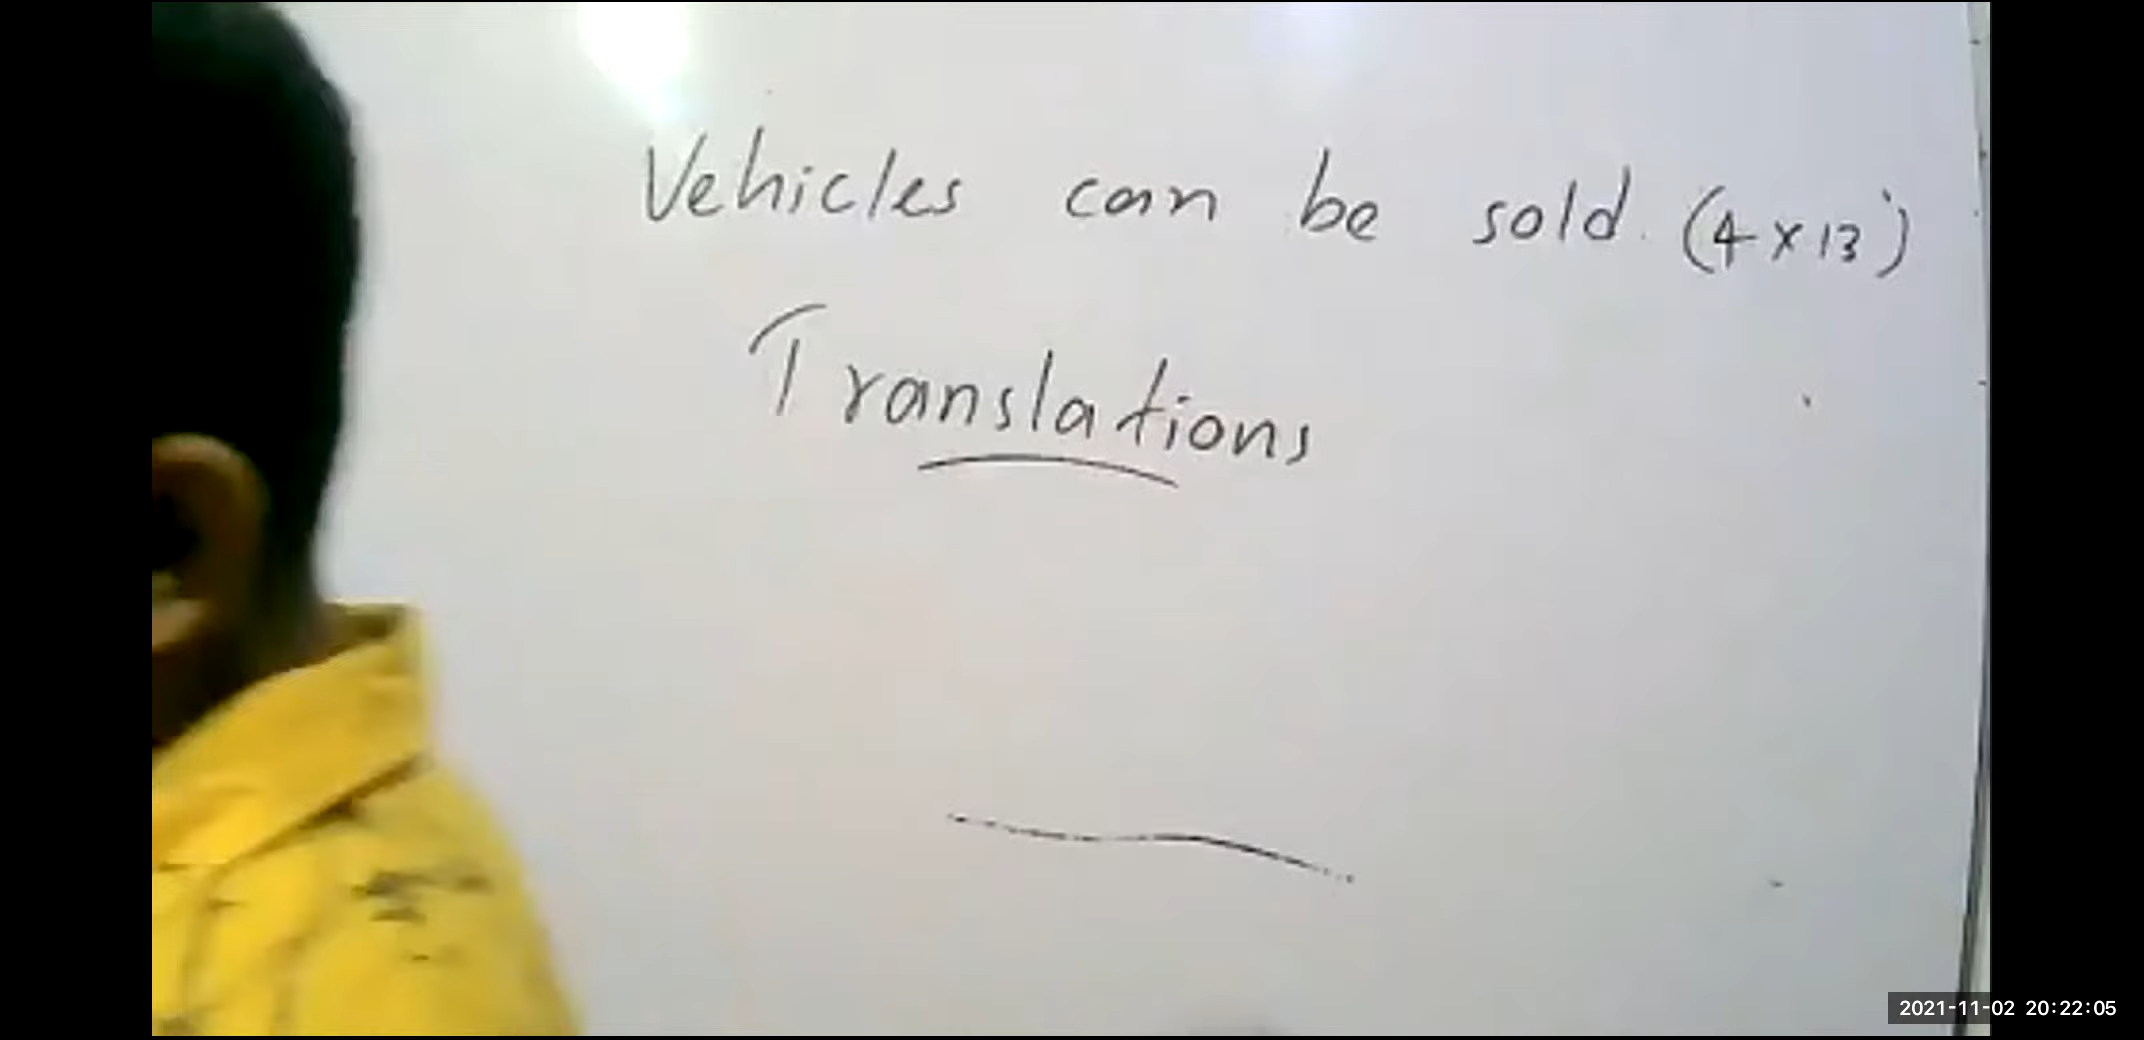 Vehicles can be sold. (4 x 13)
Translations
2021-11-02 20:22:05